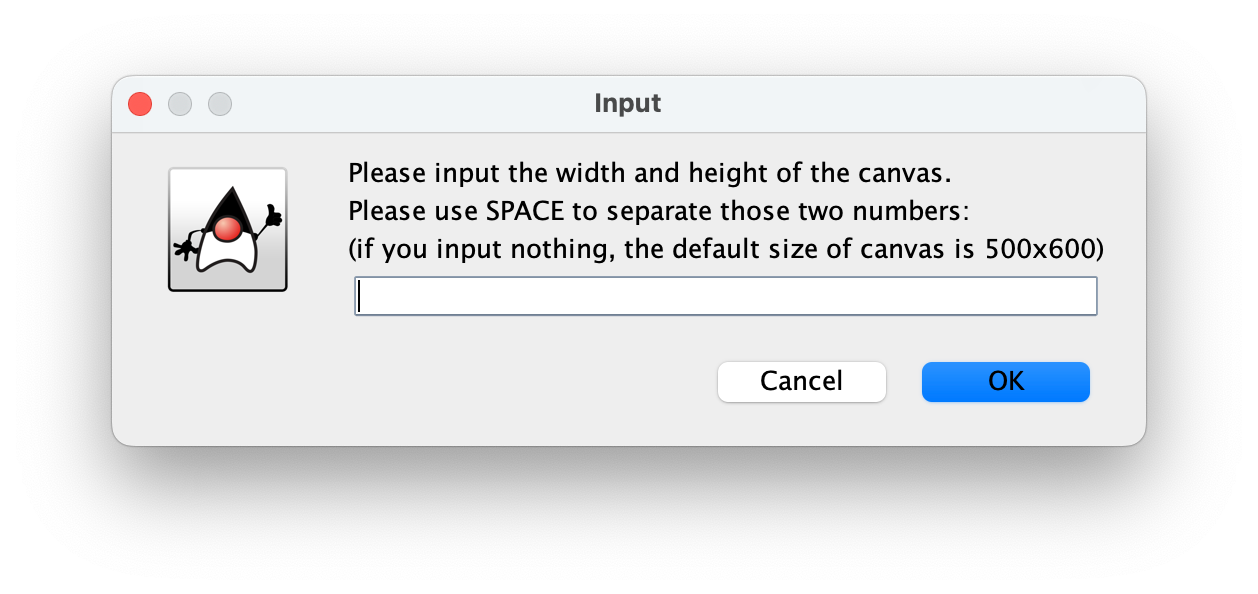 Input
Please input the width and height of the canvas.
Please use SPACE to separate those two numbers:
(if you input nothing, the default size of canvas is 500x600)
Cancel
OK